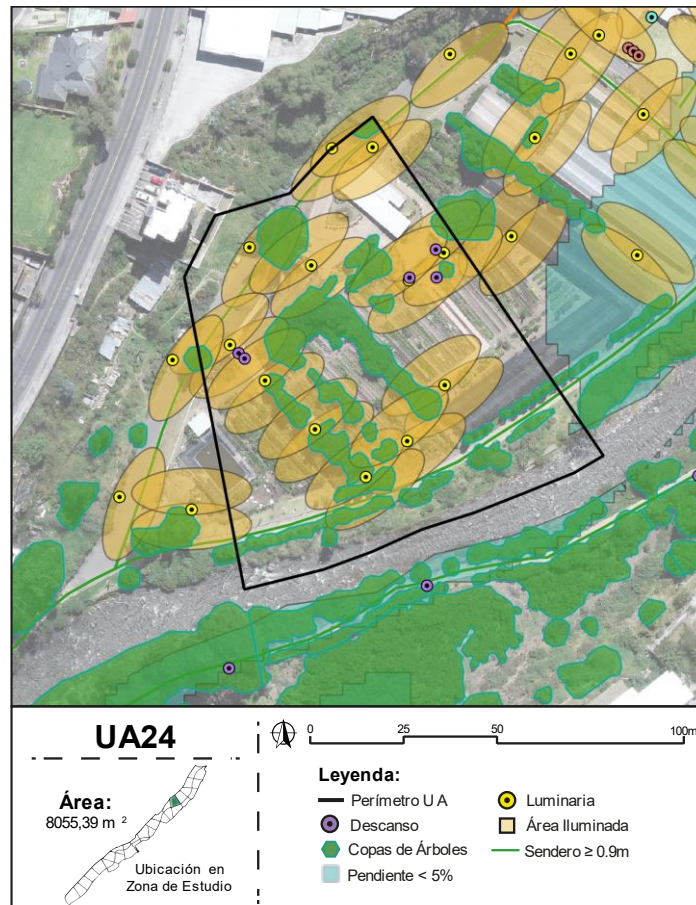 UA24
Área:
8055,39 m ²
Ubicación en
Zona de Estudio
0 25 50 100m
Leyenda:
Perímetro U A
Descanso
Copas de Árboles
Pendiente < 5%
Luminaria
Área Iluminada
Sendero ≥ 0.9m